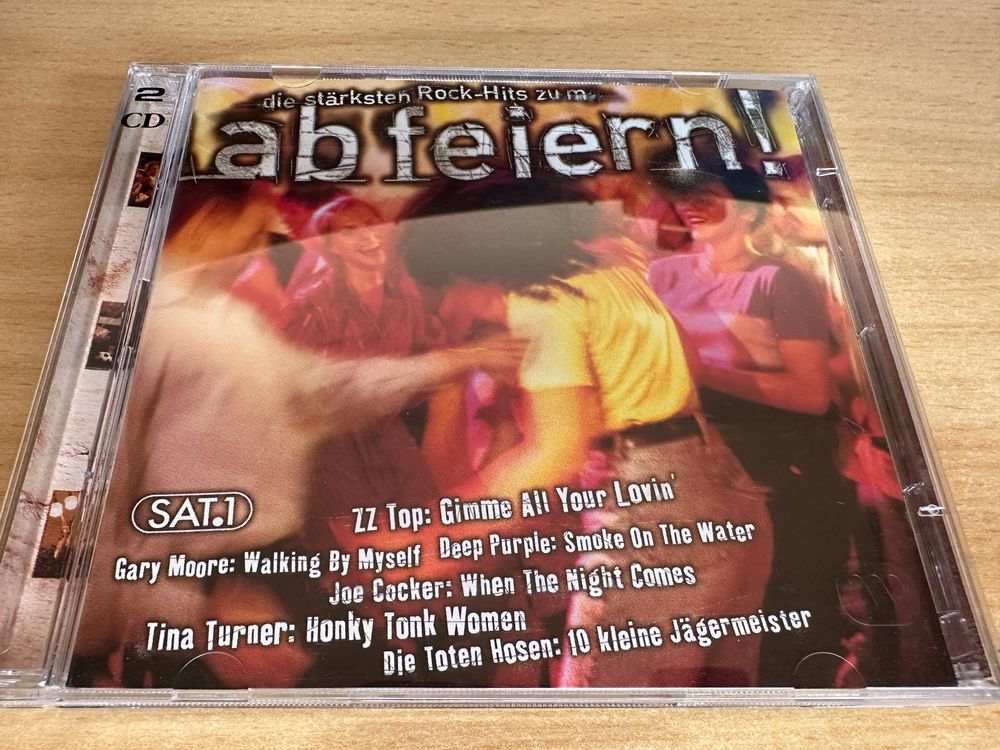 2
CD
die stärksten Rock-Hits zum
abfeiern!
SAT.1
ZZ Top: Gimme All Your Lovin'
Gary Moore: Walking By Myself Deep Purple: Smoke On The Water
Joe Cocker: When The Night Comes
Tina Turner: Honky Tonk Women
Die Toten Hosen: 10 kleine Jägermeister